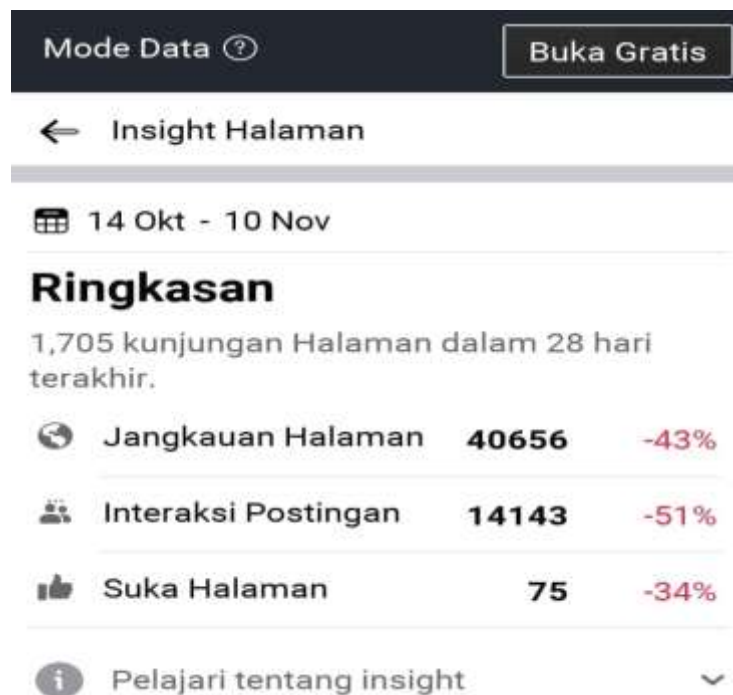 Mode Data ? Buka Gratis
← Insight Halaman
14 Okt - 10 Nov
Ringkasan
1,705 kunjungan Halaman dalam 28 hari
terakhir.
Jangkauan Halaman 40656 -43%
Interaksi Postingan 14143 -51%
Suka Halaman 75 -34%
i Pelajari tentang insight